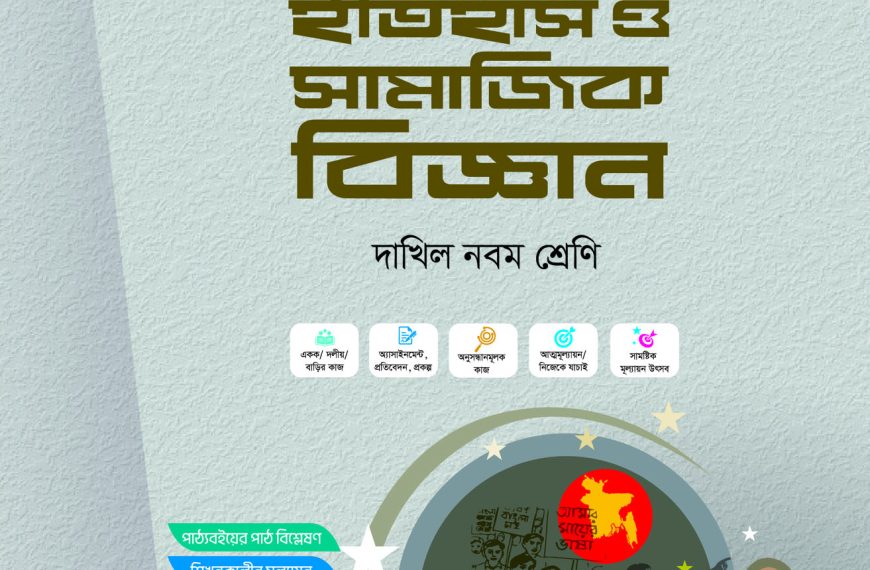 ইতিহাস ও
সামাজিক
বিজ্ঞান
দাখিল নবম শ্রেণি
একক/ দলীয়/
বাড়ির কাজ
অ্যাসাইনমেন্ট,
প্রতিবেদন, প্রকল্প
অনুসন্ধানমূলক
কাজ
আত্মমূল্যায়ন/
নিজেকে যাচাই
সামষ্টিক
মূল্যায়ন উৎসব
বাংলা
চাই
আমার
মায়ের
ভাষা
পাঠ্যবইয়ের পাঠ বিশ্লেষণ